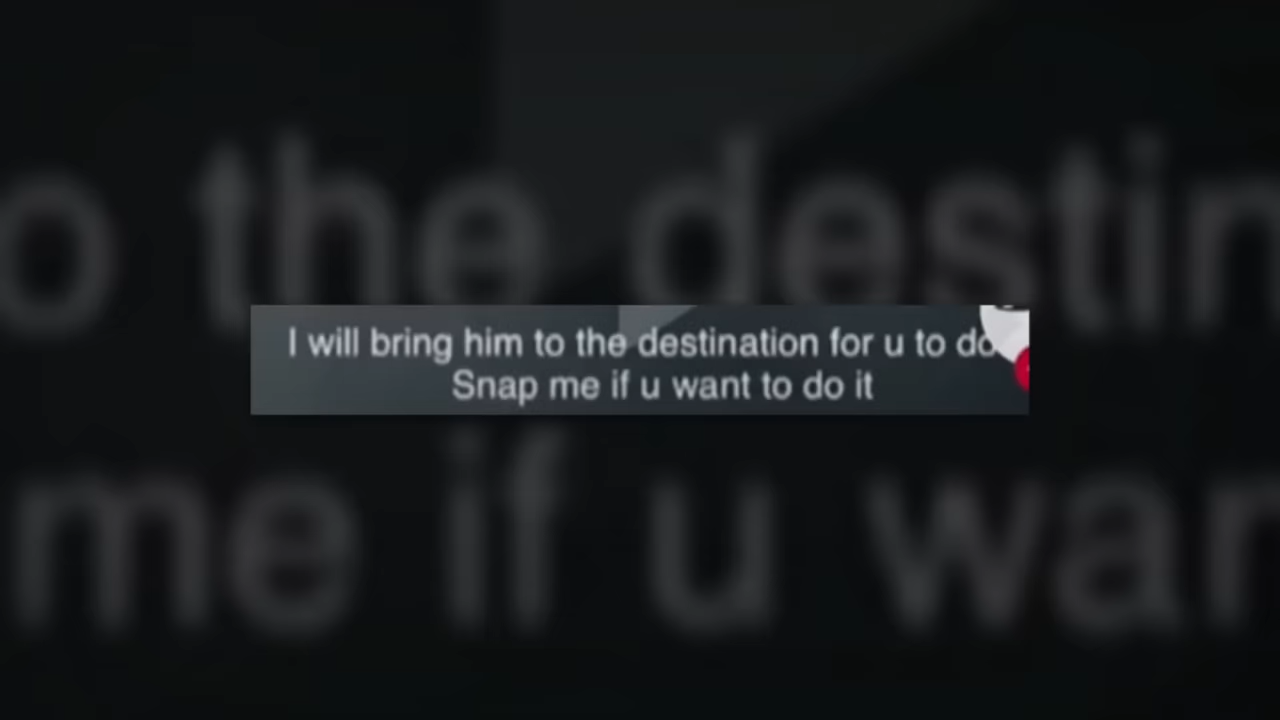 I will bring him to the destination for u to do
Snap me if u want to do it